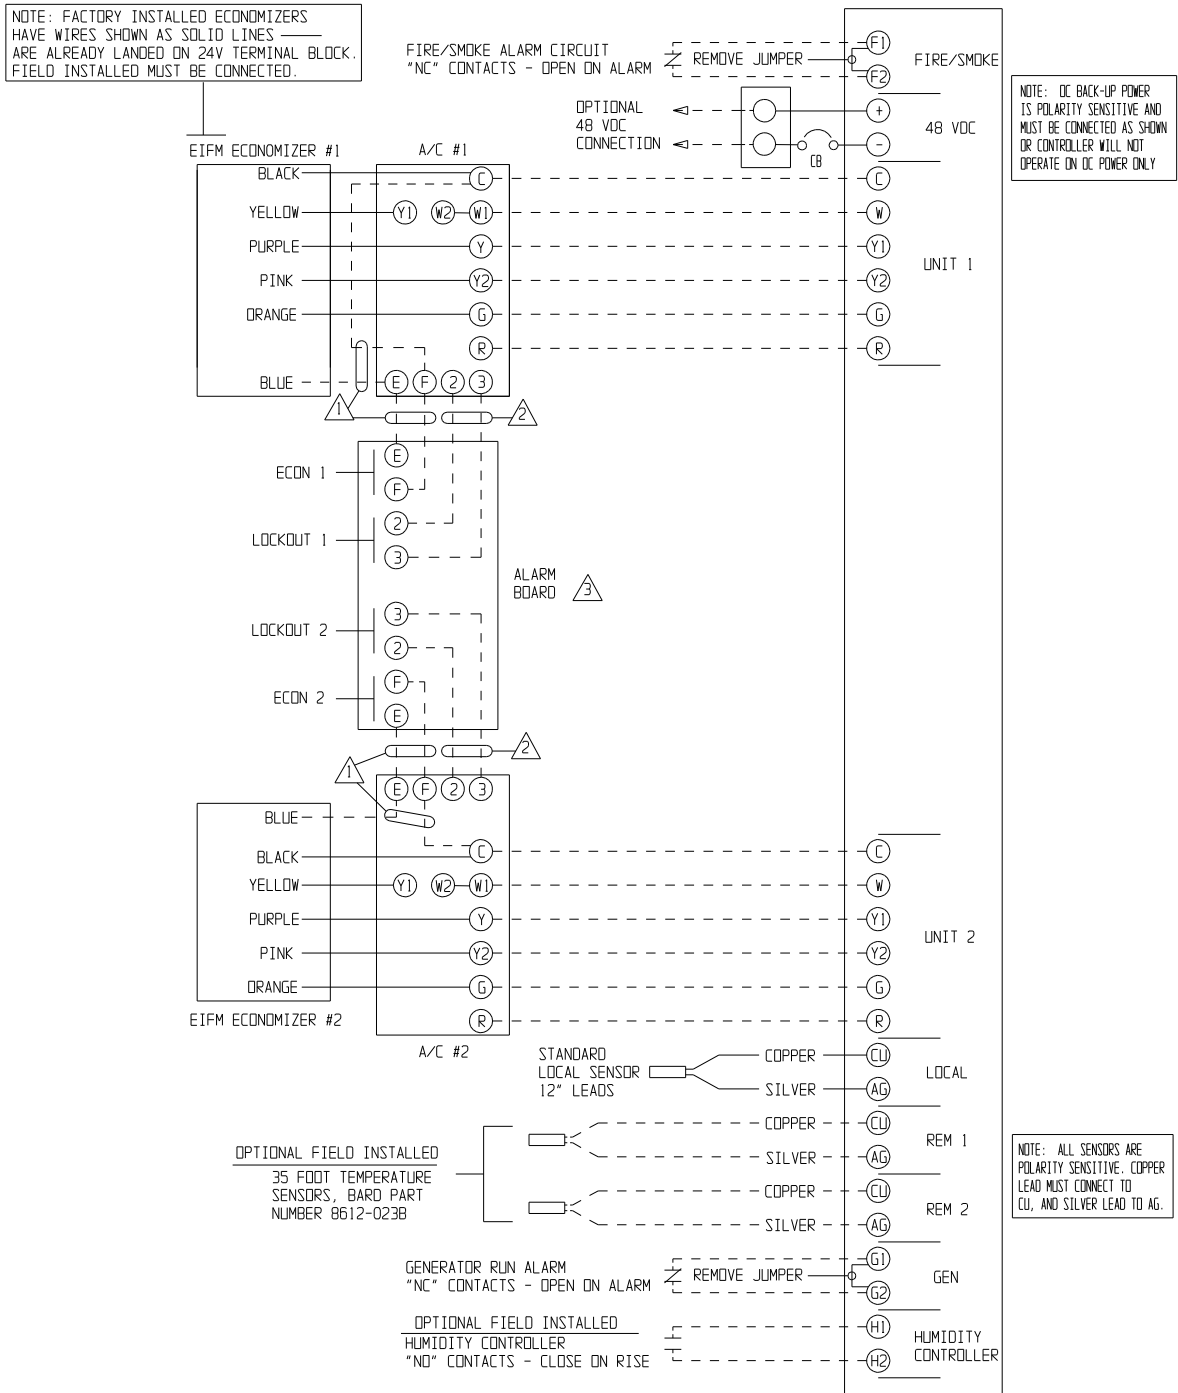 NOTE: FACTORY INSTALLED ECONOMIZERS
HAVE WIRES SHOWN AS SOLID LINES
ARE ALREADY LANDED ON 24V TERMINAL BLOCK.
FIELD INSTALLED MUST BE CONNECTED.
FIRE/SMOKE ALARM CIRCUIT
"NC" CONTACTS - OPEN ON ALARM
REMOVE JUMPER
F1
F2
FIRE/SMOKE
OPTIONAL
48 VDC
CONNECTION
CB
+
-
48 VDC
NOTE: DC BACK-UP POWER
IS POLARITY SENSITIVE AND
MUST BE CONNECTED AS SHOWN
OR CONTROLLER WILL NOT
OPERATE ON DC POWER ONLY
EIFM ECONOMIZER #1
A/C #1
BLACK
C
C
YELLOW
Y1
W2
W1
W
PURPLE
Y
Y1
UNIT 1
PINK
Y2
Y2
ORANGE
G
G
R
R
BLUE
E
F
2
3
1
2
ECON 1
E
F
LOCKOUT 1
2
3
ALARM
BOARD
3
LOCKOUT 2
3
2
ECON 2
F
E
1
2
E
F
2
3
BLUE
BLACK
C
C
YELLOW
Y1
W2
W1
W
PURPLE
Y
Y1
UNIT 2
PINK
Y2
Y2
ORANGE
G
G
EIFM ECONOMIZER #2
R
R
A/C #2
STANDARD
LOCAL SENSOR
12" LEADS
COPPER
CU
SILVER
AG
LOCAL
OPTIONAL FIELD INSTALLED
35 FOOT TEMPERATURE
SENSORS, BARD PART
NUMBER 8612-023B
COPPER
CU
SILVER
AG
REM 1
COPPER
CU
SILVER
AG
REM 2
NOTE: ALL SENSORS ARE
POLARITY SENSITIVE. COPPER
LEAD MUST CONNECT TO
CU, AND SILVER LEAD TO AG.
GENERATOR RUN ALARM
"NC" CONTACTS - OPEN ON ALARM
REMOVE JUMPER
G1
G2
GEN
OPTIONAL FIELD INSTALLED
HUMIDITY CONTROLLER
"NO" CONTACTS - CLOSE ON RISE
H1
H2
HUMIDITY
CONTROLLER